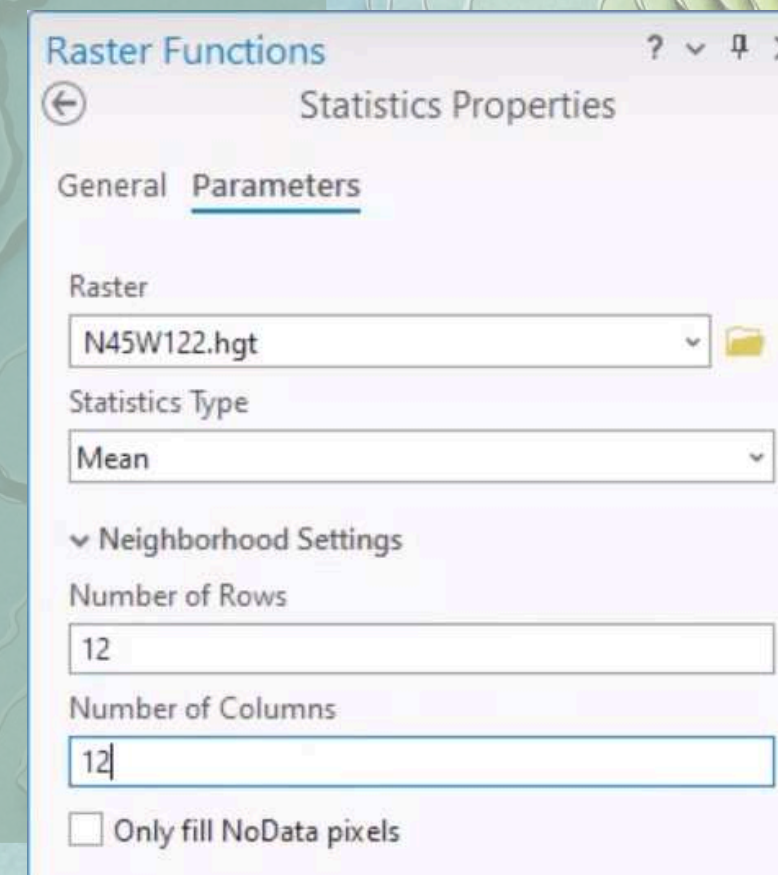 Raster Functions ?
Statistics Properties
General Parameters
Raster
N45W122.hgt
Statistics Type
Mean
Neighborhood Settings
Number of Rows
12
Number of Columns
12
Only fill NoData pixels